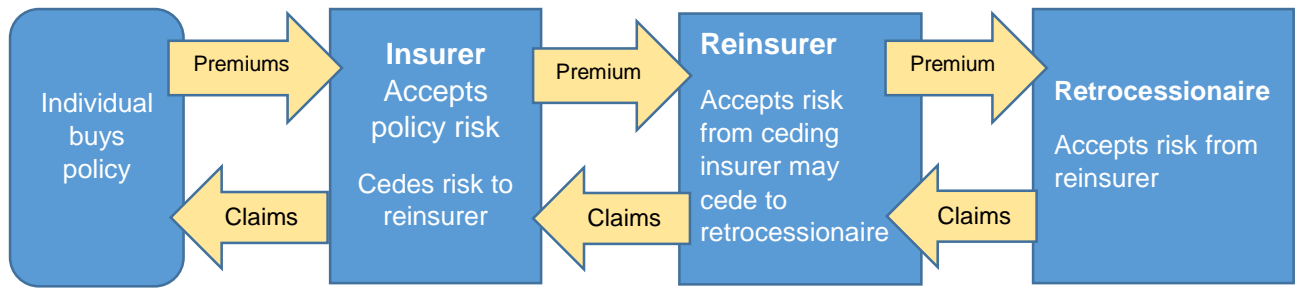 Individual
buys
policy
Premiums
Claims
Insurer
Accepts
policy risk
Cedes risk to
reinsurer
Premium
Claims
Reinsurer
Accepts risk
from ceding
insurer may
cede to
retrocessionaire
Premium
Claims
Retrocessionaire
Accepts risk from
reinsurer